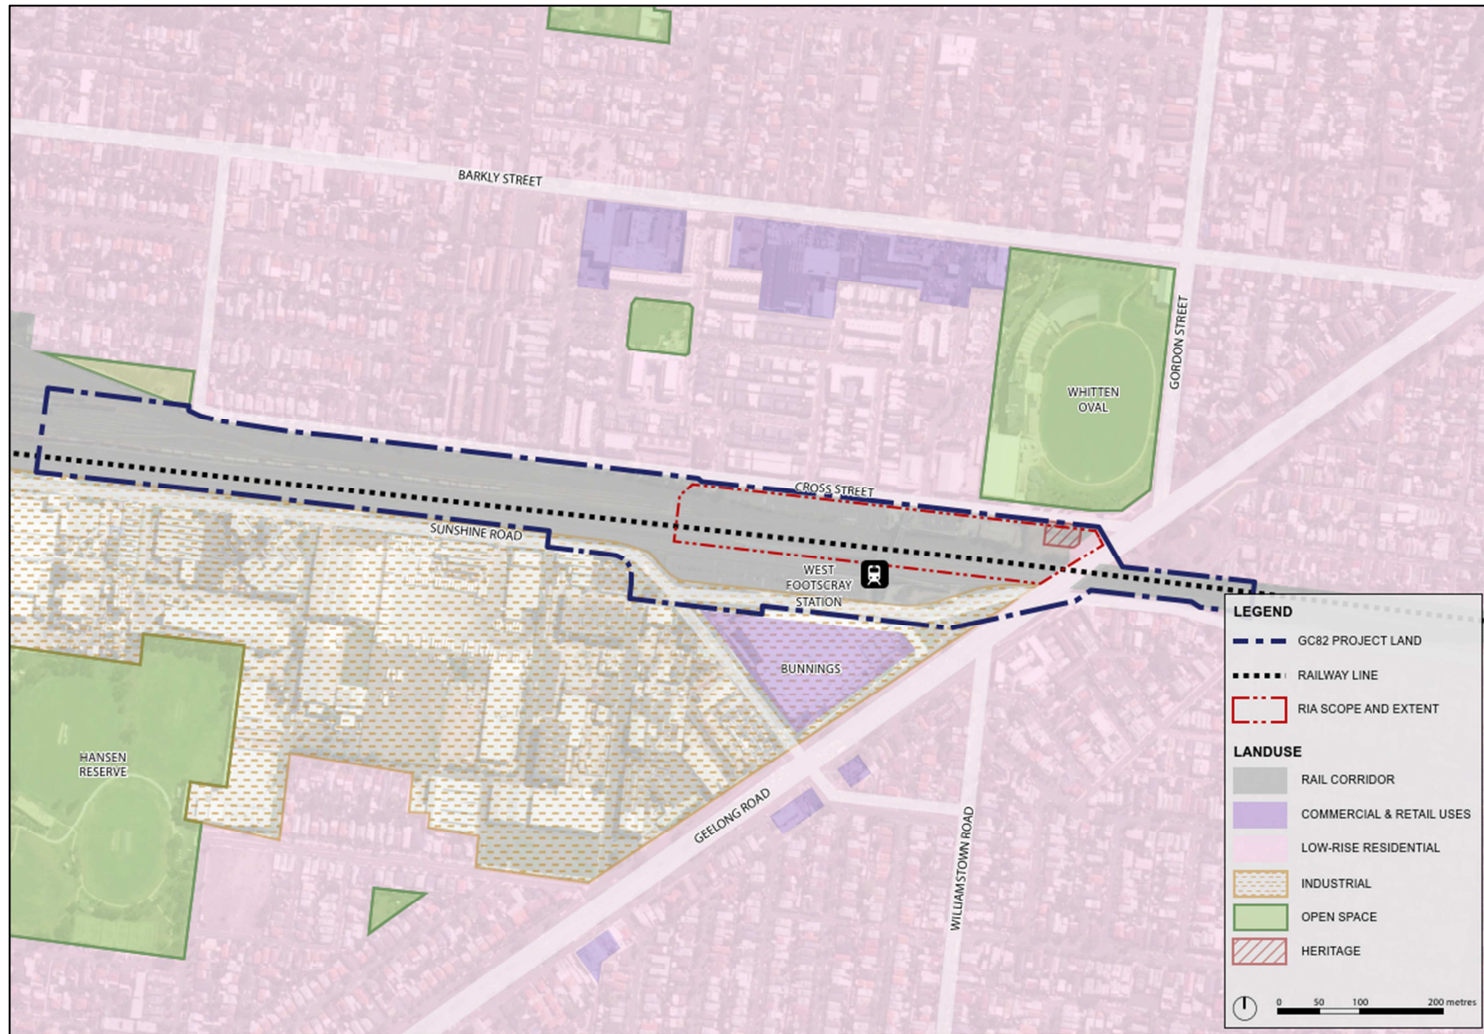 BARKLY STREET
GORDON STREET
WHITTEN
OVAL
CROSS STREET
SUNSHINE ROAD
WEST
FOOTSCRAY
STATION
BUNNINGS
HANSEN
RESERVE
GEELONG ROAD
WILLIAMSTOWN ROAD
LEGEND
GC82 PROJECT LAND
RAILWAY LINE
RIA SCOPE AND EXTENT
LANDUSE
RAIL CORRIDOR
COMMERCIAL & RETAIL USES
LOW-RISE RESIDENTIAL
INDUSTRIAL
OPEN SPACE
HERITAGE
0 50 100 200 metres